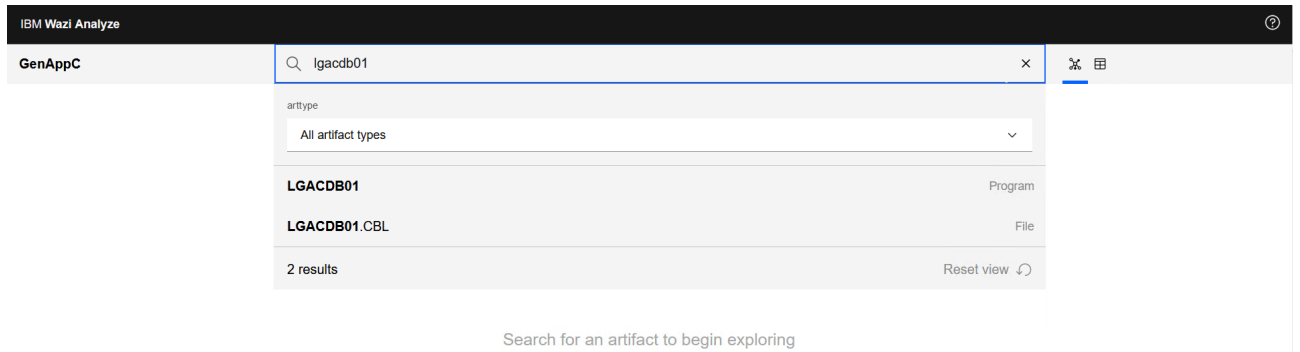 IBM Wazi Analyze
GenAppC
lgacdb01
arttype
All artifact types
LGACDB01 Program
LGACDB01.CBL File
2 results Reset view
Search for an artifact to begin exploring